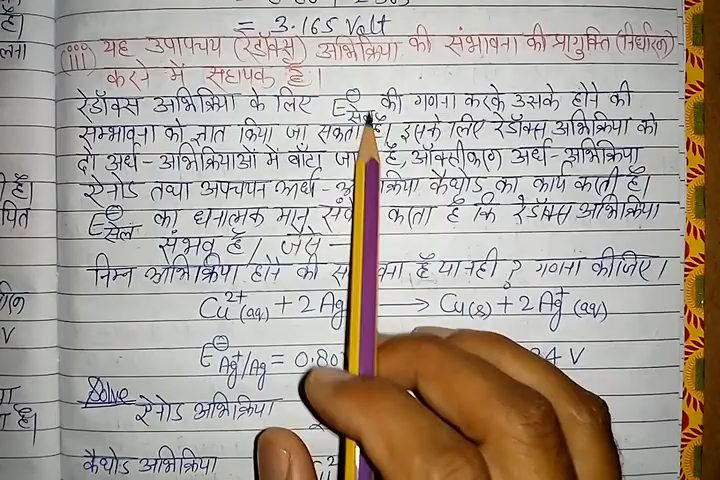 = 3.165 Volt
(iii) यह उपापचय (रेडॉक्स) अभिक्रिया की संभावना की प्रागुक्ति (निर्धारण)
करने में सहायक है।
रेडॉक्स अभिक्रिया के लिए E⊖सेल की गणना करके उसके होने की
सम्भावना को ज्ञात किया जा सकता है, इसके लिए रेडॉक्स अभिक्रिया को
दो अर्ध-अभिक्रियाओं में बाँटा है, ऑक्सीकरण अर्ध-अभिक्रिया
ऐनोड तथा अपचयन अर्ध- कैथोड का कार्य करती है।
E⊖सेल का धनात्मक मान करता है कि रेडॉक्स अभिक्रिया
संभव है। जैसे —
निम्न अभिक्रिया होने की है या नहीं? गणना कीजिए।
Cu²⁺(aq) + 2Ag → Cu(s) + 2Ag⁺(aq)
E⊖Ag⁺/Ag = 0.80 V
Solve
ऐनोड अभिक्रिया
कैथोड अभिक्रिया
है।
लना
है।
पित
V
है।